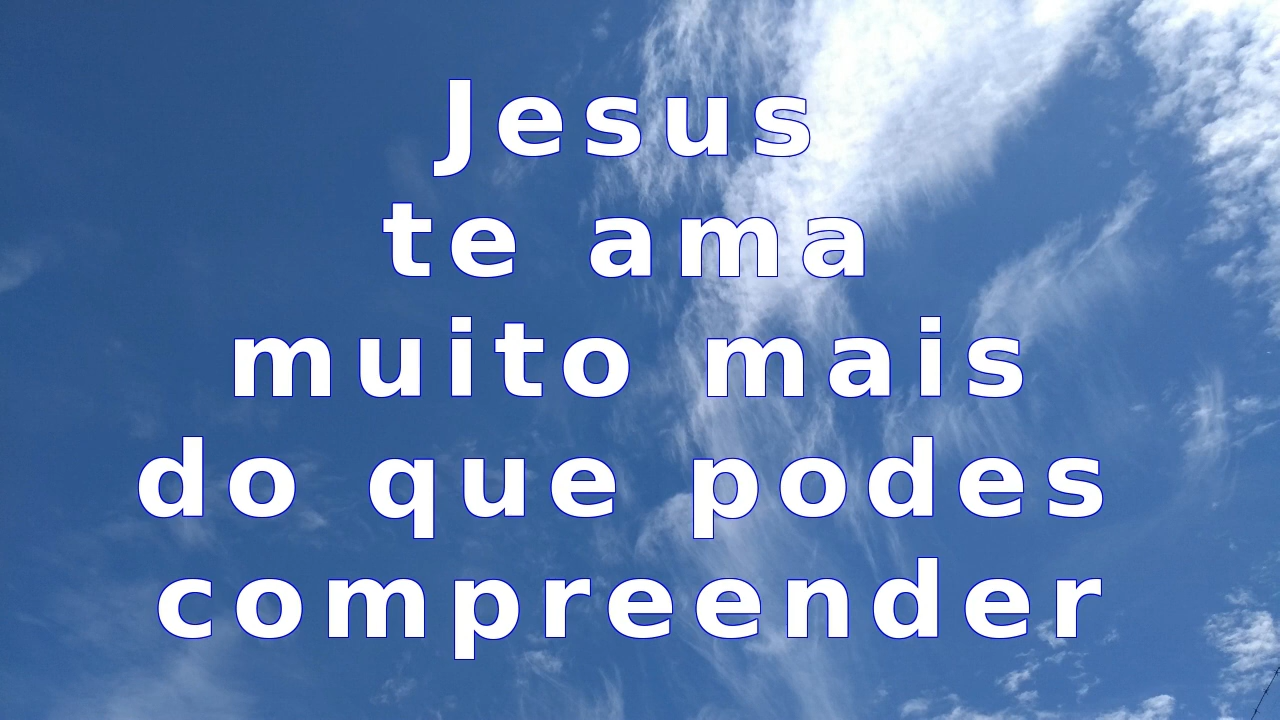 Jesus
te ama
muito mais
do que podes
compreender